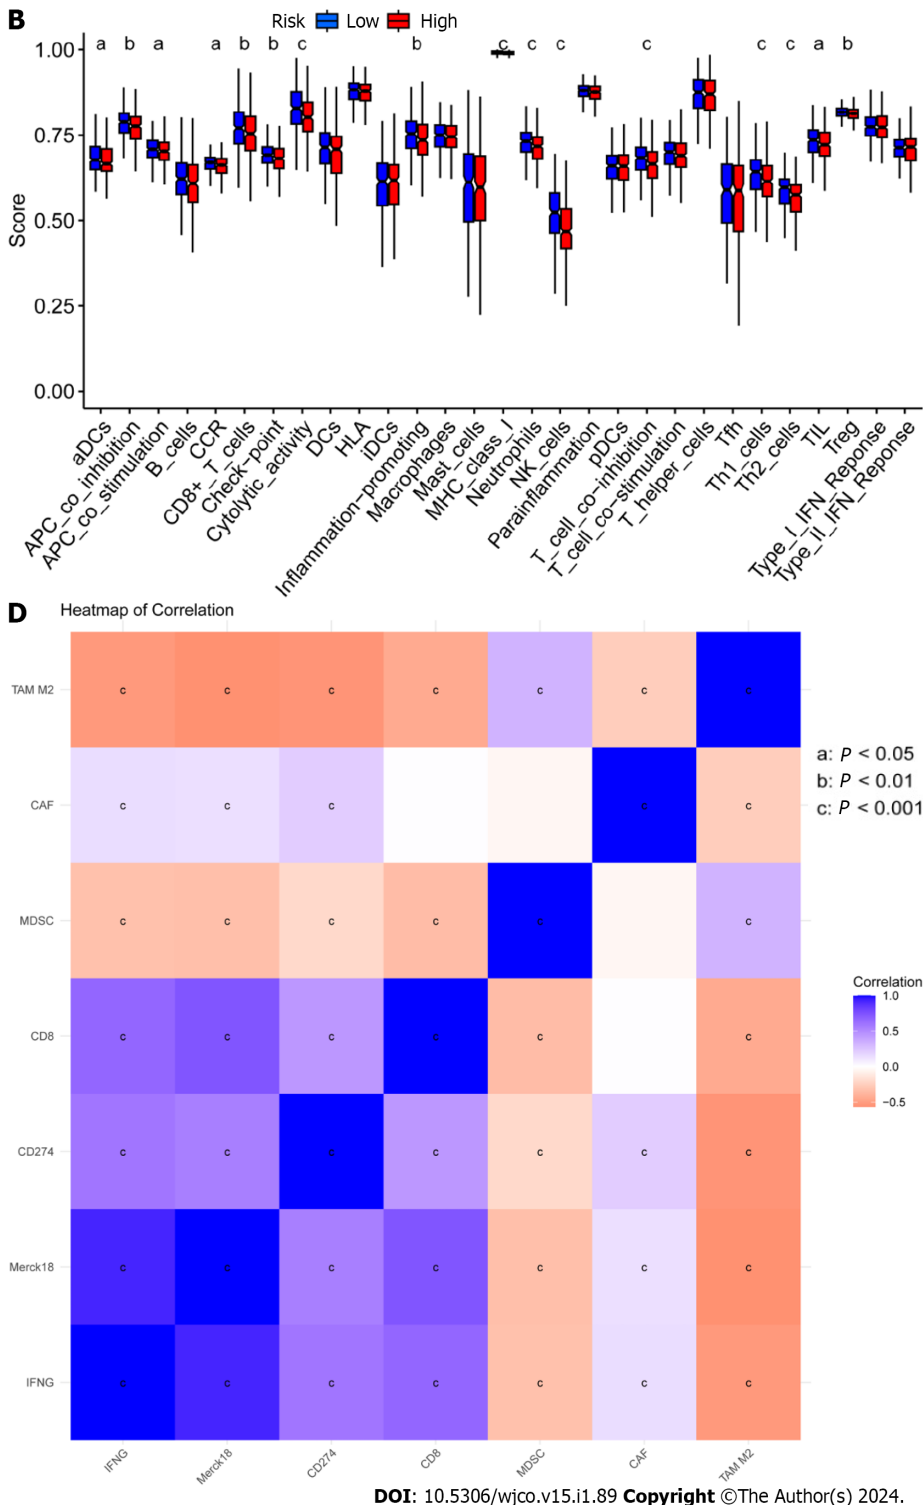 B
Risk Low High
a b a a b b c b c c c c c c a b
1.00
0.75
0.50
0.25
0.00
Score
aDCs
APC_co_inhibition
APC_co_stimulation
B_cells
CCR
CD8+_T_cells
Check-point
Cytolytic_activity
DCs
HLA
iDCs
Inflammation-promoting
Macrophages
Mast_cells
MHC_class_I
Neutrophils
NK_cells
Parainflammation
pDCs
T_cell_co-inhibition
T_cell_co-stimulation
T_helper_cells
Tfh
Th1_cells
Th2_cells
TIL
Treg
Type_I_IFN_Reponse
Type_II_IFN_Reponse
D
Heatmap of Correlation
TAM M2 c c c c c c c
CAF c c c c c
MDSC c c c c c c
CD8 c c c c c c
CD274 c c c c c c c
Merck18 c c c c c c c
IFNG c c c c c c c
IFNG Merck18 CD274 CD8 MDSC CAF TAM M2
a: P < 0.05
b: P < 0.01
c: P < 0.001
Correlation
1.0
0.5
0.0
−0.5
DOI: 10.5306/wjco.v15.i1.89 Copyright ©The Author(s) 2024.